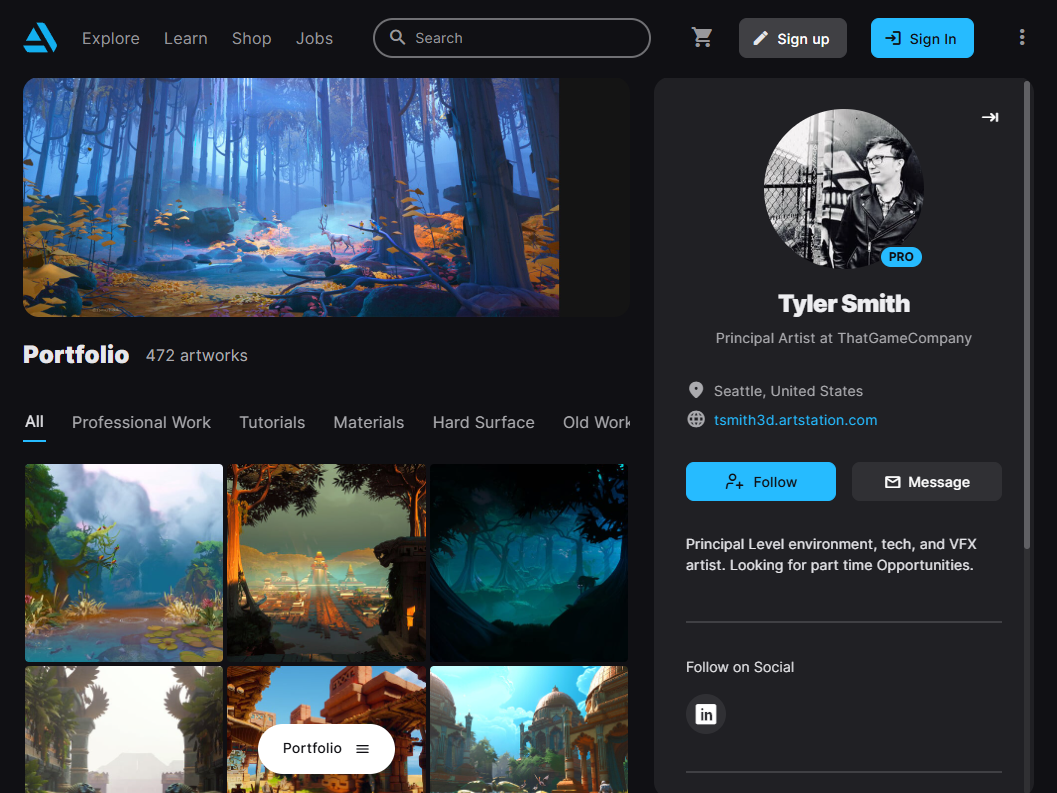 Explore Learn Shop Jobs Search Sign up Sign In
PRO
Tyler Smith
Principal Artist at ThatGameCompany
Seattle, United States
tsmith3d.artstation.com
Follow Message
Principal Level environment, tech, and VFX
artist. Looking for part time Opportunities.
Follow on Social
in
Portfolio 472 artworks
All Professional Work Tutorials Materials Hard Surface Old Work
Portfolio